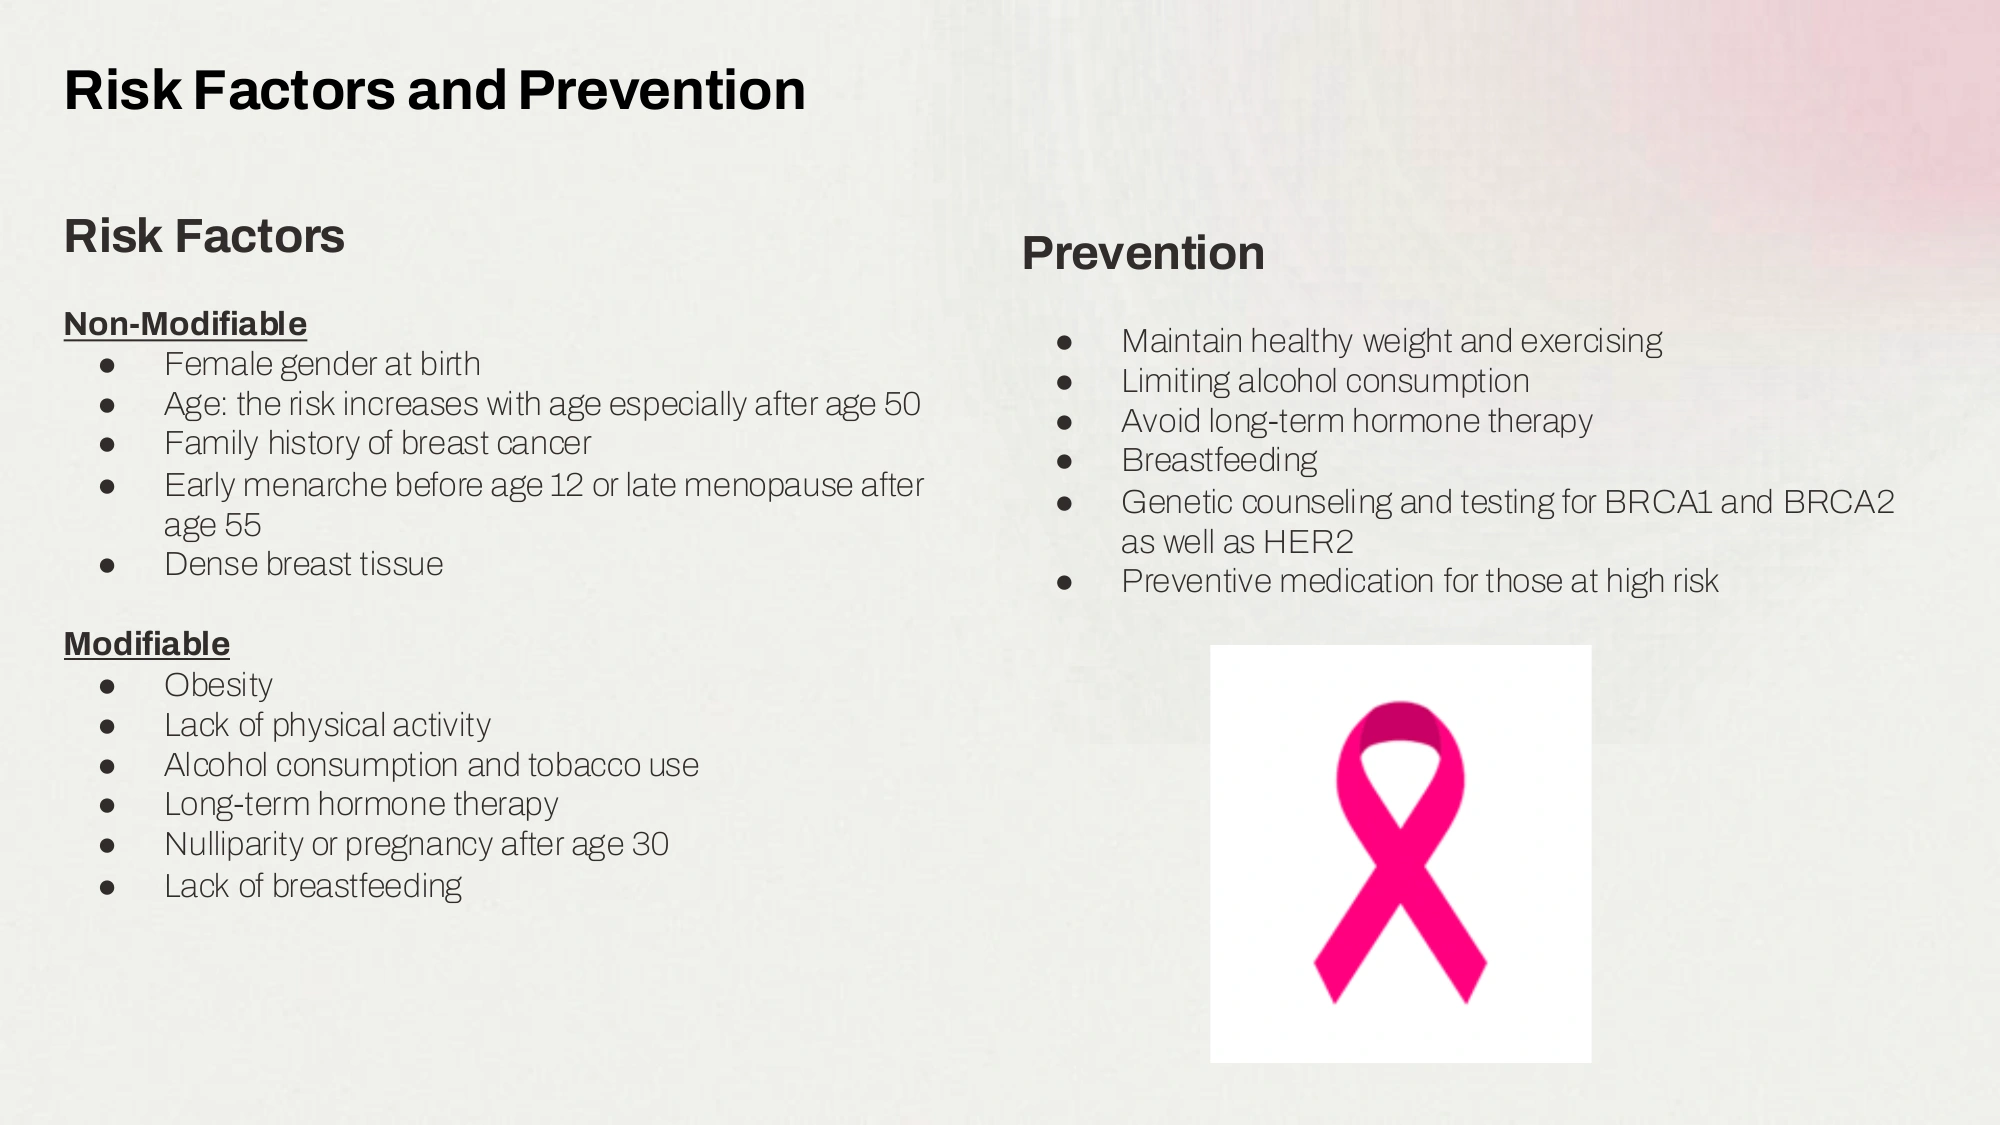 Risk Factors and Prevention
Risk Factors
Non-Modifiable
● Female gender at birth
● Age: the risk increases with age especially after age 50
● Family history of breast cancer
● Early menarche before age 12 or late menopause after
age 55
● Dense breast tissue
Modifiable
● Obesity
● Lack of physical activity
● Alcohol consumption and tobacco use
● Long-term hormone therapy
● Nulliparity or pregnancy after age 30
● Lack of breastfeeding
Prevention
● Maintain healthy weight and exercising
● Limiting alcohol consumption
● Avoid long-term hormone therapy
● Breastfeeding
● Genetic counseling and testing for BRCA1 and BRCA2
as well as HER2
● Preventive medication for those at high risk